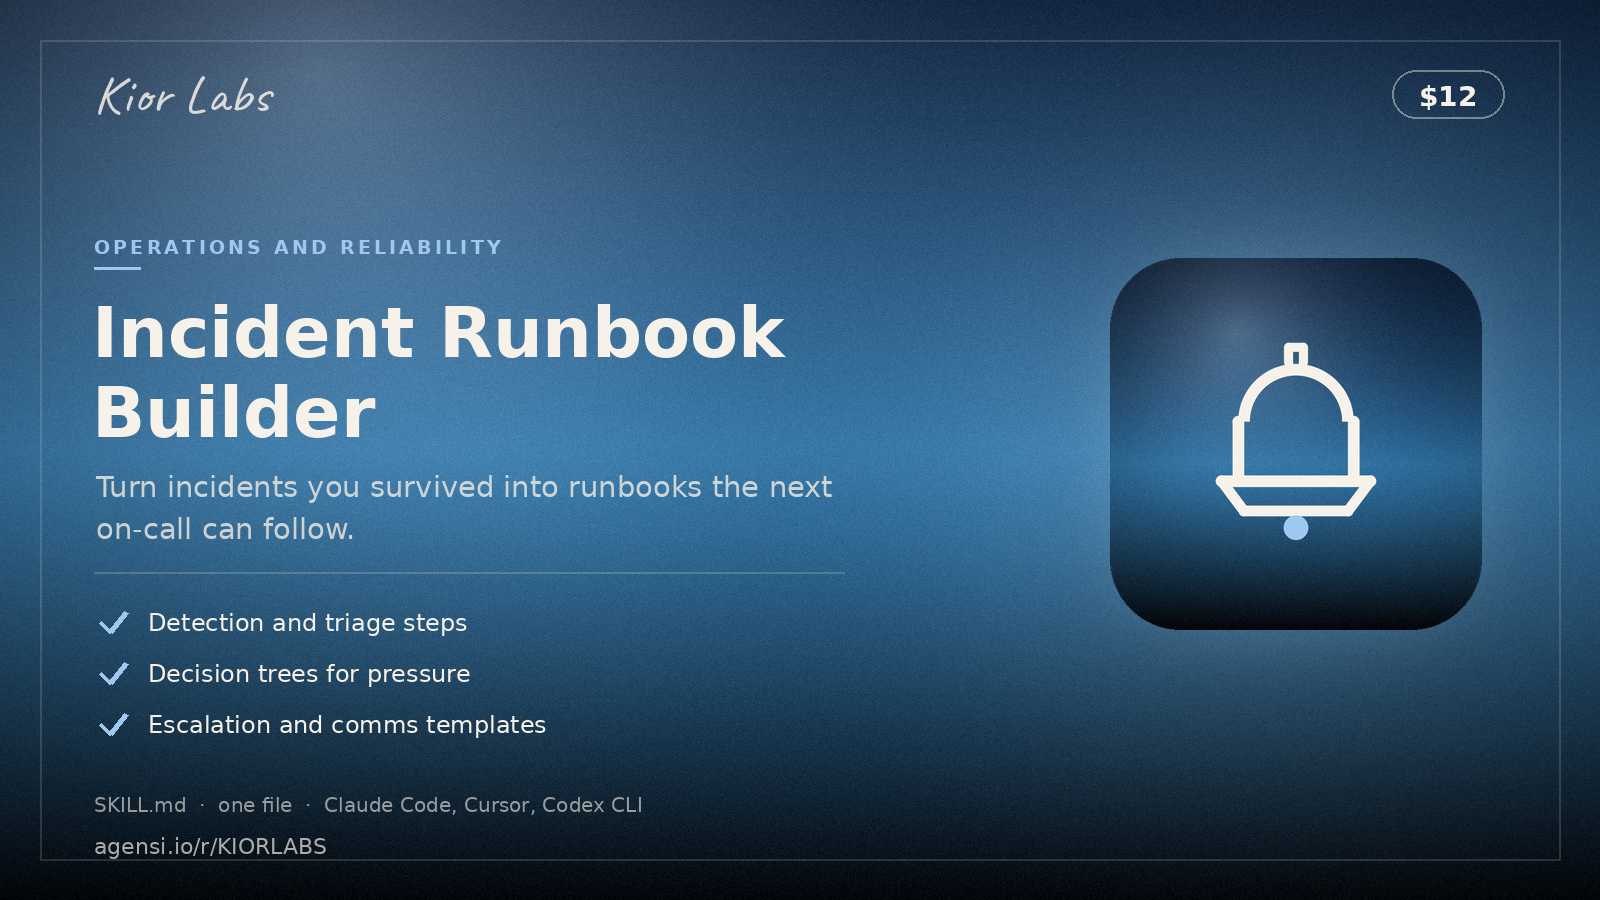 Kior Labs
$12
OPERATIONS AND RELIABILITY
Incident Runbook
Builder
Turn incidents you survived into runbooks the next
on-call can follow.
Detection and triage steps
Decision trees for pressure
Escalation and comms templates
SKILL.md · one file · Claude Code, Cursor, Codex CLI
agensi.io/r/KIORLABS